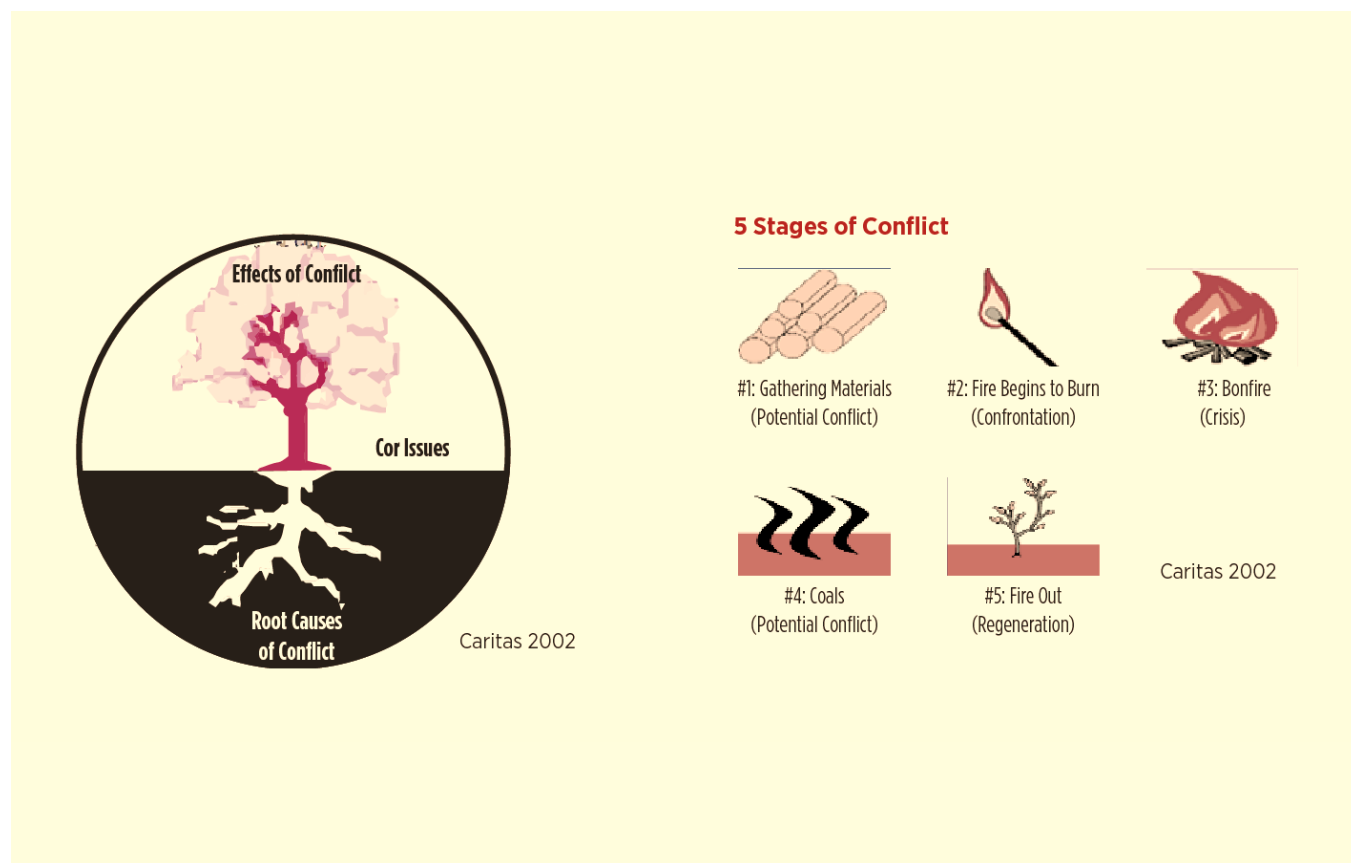 Effects of Confilct
Cor Issues
Root Causes
of Conflict
Caritas 2002
5 Stages of Conflict
#1: Gathering Materials
(Potential Conflict)
#2: Fire Begins to Burn
(Confrontation)
#3: Bonfire
(Crisis)
#4: Coals
(Potential Conflict)
#5: Fire Out
(Regeneration)
Caritas 2002